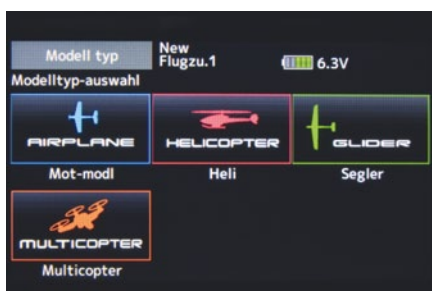 Modell typ
New
Flugzu.1
6.3V
Modelltyp-auswahl
AIRPLANE
HELICOPTER
GLIDER
Mot-modl
Heli
Segler
MULTICOPTER
Multicopter